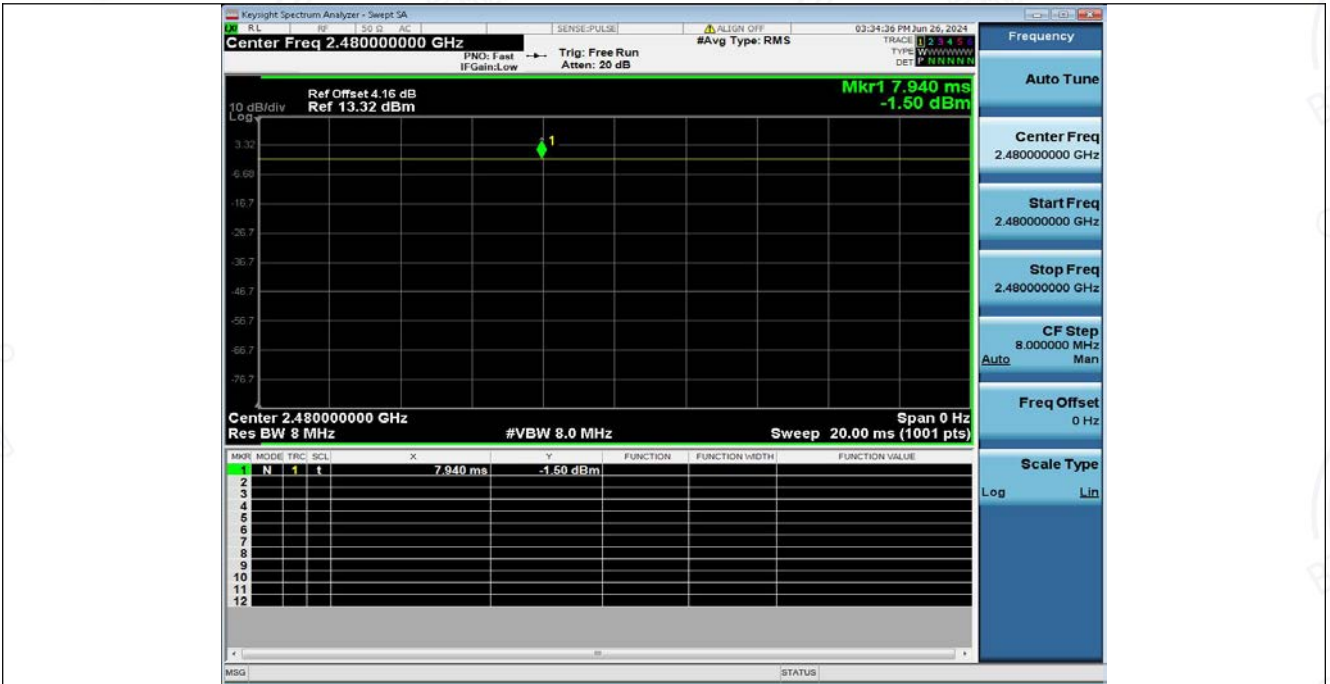 Keysight Spectrum Analyzer - Swept SA
RL RF 50 Ω AC SENSE:PULSE ALIGN OFF 03:34:36 PM Jun 26, 2024
Center Freq 2.480000000 GHz
PNO: Fast
IFGain:Low
Trig: Free Run
Atten: 20 dB
#Avg Type: RMS
TRACE 1 2 3 4 5 6
TYPE WWWWWW
DET P N N N N N
Mkr1 7.940 ms
-1.50 dBm
Ref Offset 4.16 dB
10 dB/div Ref 13.32 dBm
Log
1
3.32
-6.68
-16.7
-26.7
-36.7
-46.7
-56.7
-66.7
-76.7
Center 2.480000000 GHz Span 0 Hz
Res BW 8 MHz #VBW 8.0 MHz Sweep 20.00 ms (1001 pts)
MKR MODE TRC SCL X Y FUNCTION FUNCTION WIDTH FUNCTION VALUE
1 N 1 t 7.940 ms -1.50 dBm
2
3
4
5
6
7
8
9
10
11
12
MSG STATUS
Frequency
Auto Tune
Center Freq
2.480000000 GHz
Start Freq
2.480000000 GHz
Stop Freq
2.480000000 GHz
CF Step
8.000000 MHz
Auto Man
Freq Offset
0 Hz
Scale Type
Log Lin